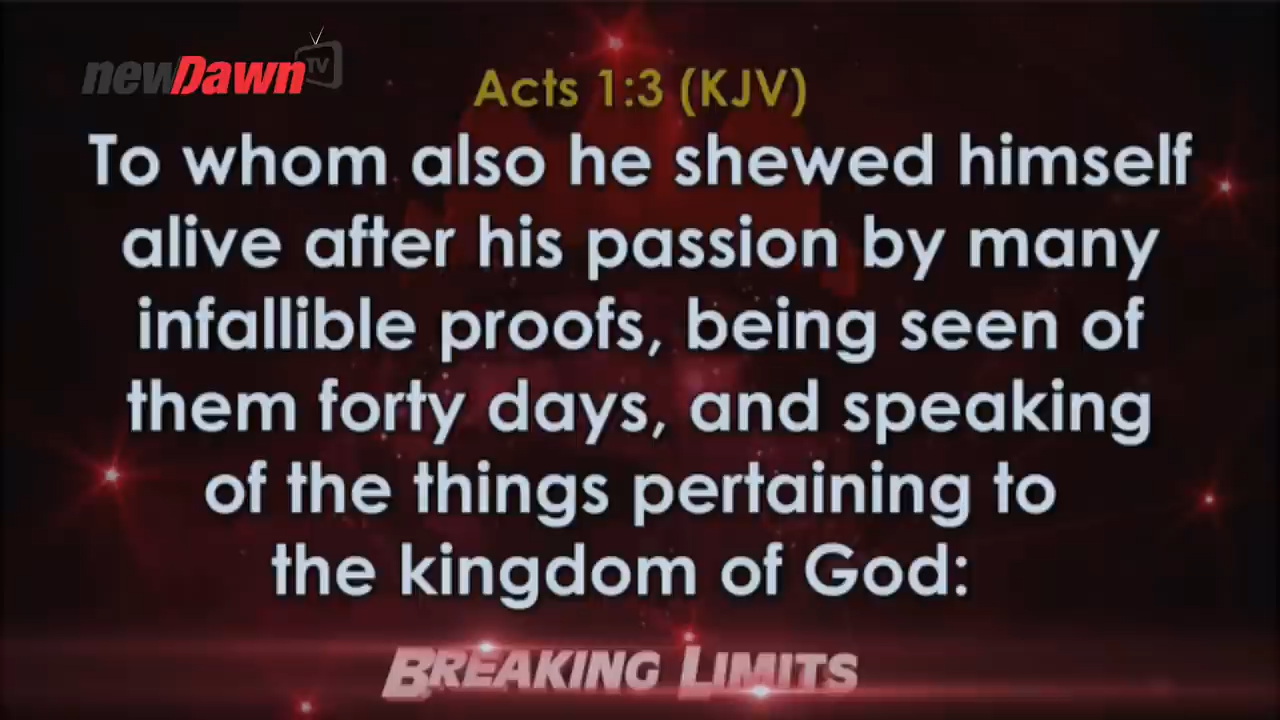 newDawn TV
Acts 1:3 (KJV)
To whom also he shewed himself
alive after his passion by many
infallible proofs, being seen of
them forty days, and speaking
of the things pertaining to
the kingdom of God:
BREAKING LIMITS